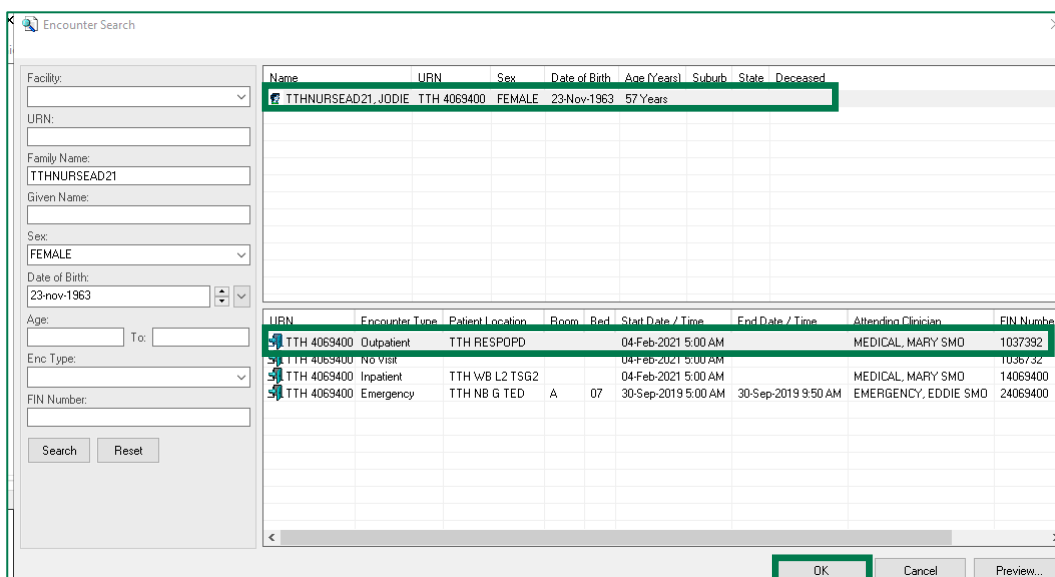 Encounter Search
Facility:
URN:
Family Name:
TTHNURSEAD21
Given Name:
Sex:
FEMALE
Date of Birth:
23-nov-1963
Age:
To:
Enc Type:
FIN Number:
Search Reset
Name URN Sex Date of Birth Age (Years) Suburb State Deceased
TTHNURSEAD21, JODIE TTH 4069400 FEMALE 23-Nov-1963 57 Years
URN Encounter Type Patient Location Room Bed Start Date / Time End Date / Time Attending Clinician FIN Numbe
TTH 4069400 Outpatient TTH RESPOPD 04-Feb-2021 5:00 AM MEDICAL, MARY SMO 1037392
TTH 4069400 No Visit 04-Feb-2021 5:00 AM 1036732
TTH 4069400 Inpatient TTH WB L2 TSG2 04-Feb-2021 5:00 AM MEDICAL, MARY SMO 14069400
TTH 4069400 Emergency TTH NB G TED A 07 30-Sep-2019 5:00 AM 30-Sep-2019 9:50 AM EMERGENCY, EDDIE SMO 24069400
OK Cancel Preview...